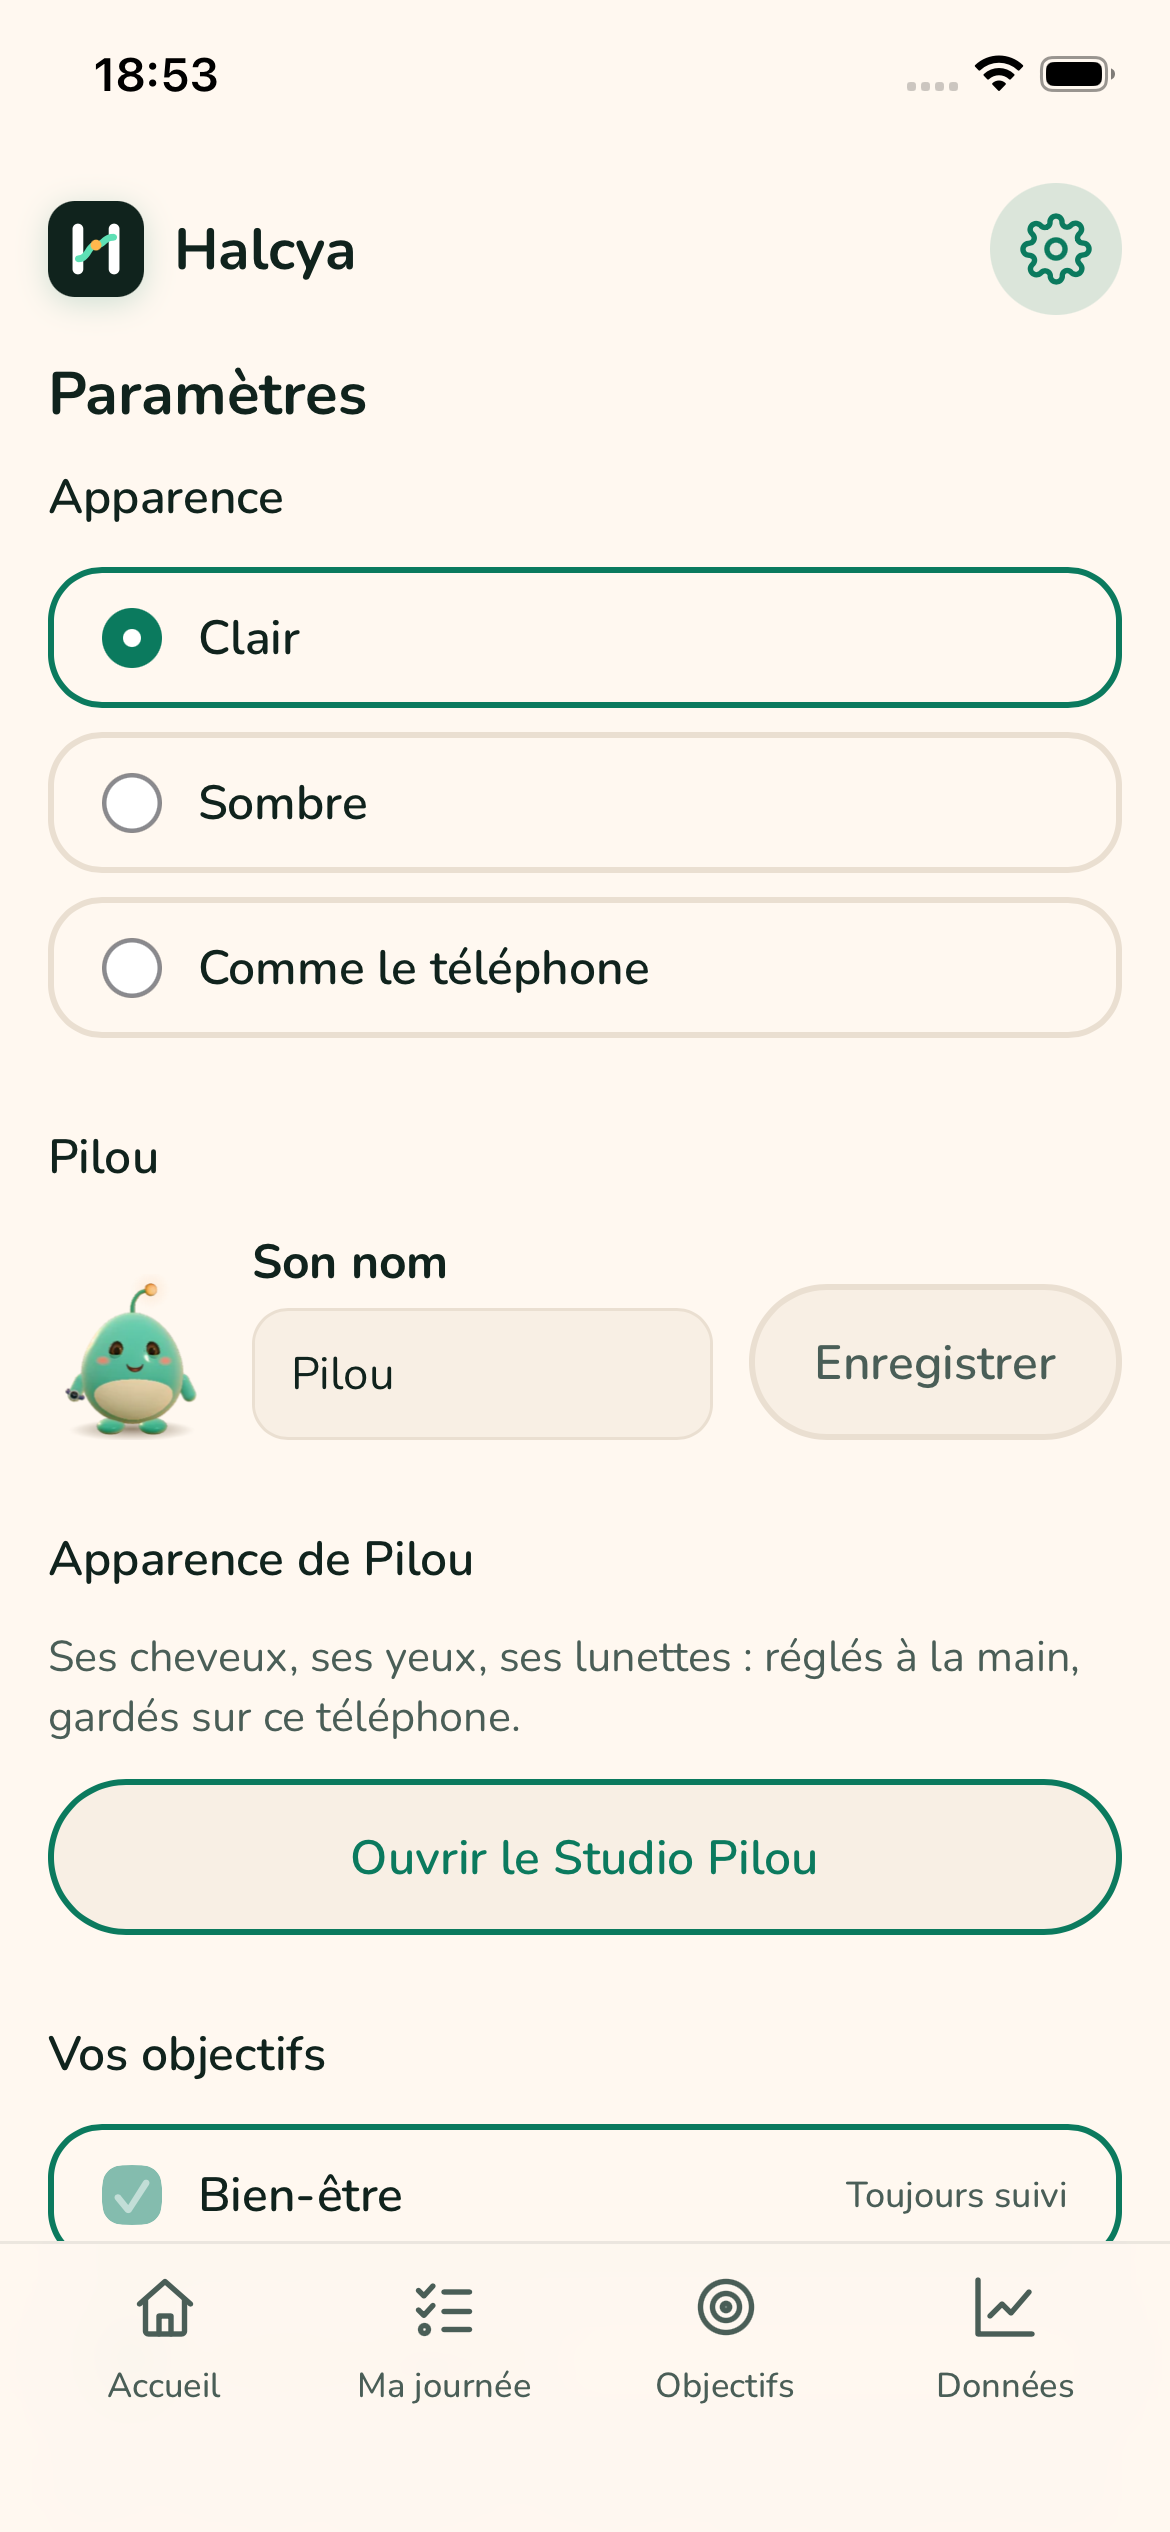 18:53
Halcya
Paramètres
Apparence
Clair
Sombre
Comme le téléphone
Pilou
Son nom
Pilou
Enregistrer
Apparence de Pilou
Ses cheveux, ses yeux, ses lunettes : réglés à la main,
gardés sur ce téléphone.
Ouvrir le Studio Pilou
Vos objectifs
Bien-être
Toujours suivi
Accueil
Ma journée
Objectifs
Données